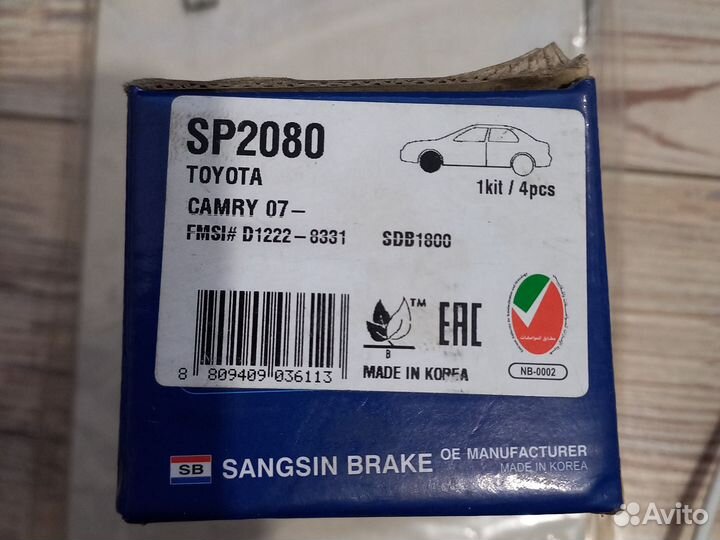 SP2080
TOYOTA
1kit / 4pcs
CAMRY 07-
FMSI# D1222-8331 SDB1800
8 809409 036113
B
TM
EAC
MADE IN KOREA
NB-0002
SB
SANGSIN BRAKE
OE MANUFACTURER
MADE IN KOREA
Avito